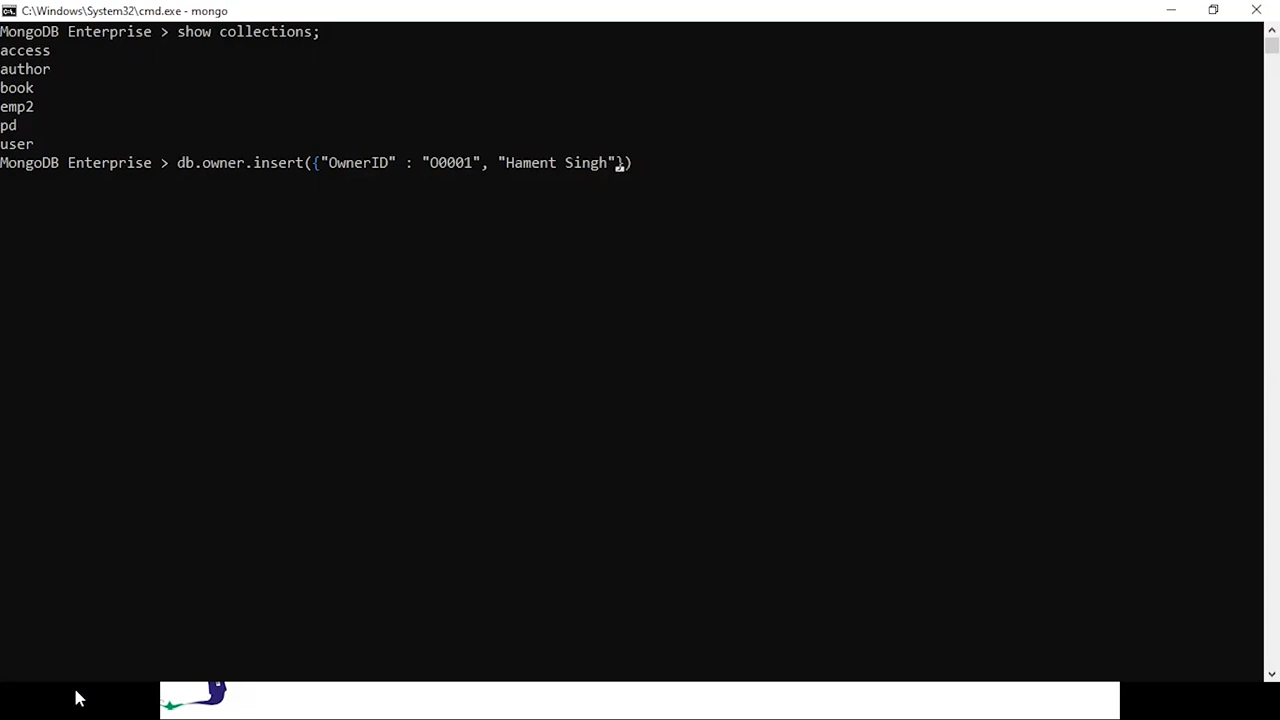 C:\Windows\System32\cmd.exe - mongo
MongoDB Enterprise > show collections;
access
author
book
emp2
pd
user
MongoDB Enterprise > db.owner.insert({"OwnerID" : "O0001", "Hament Singh"})